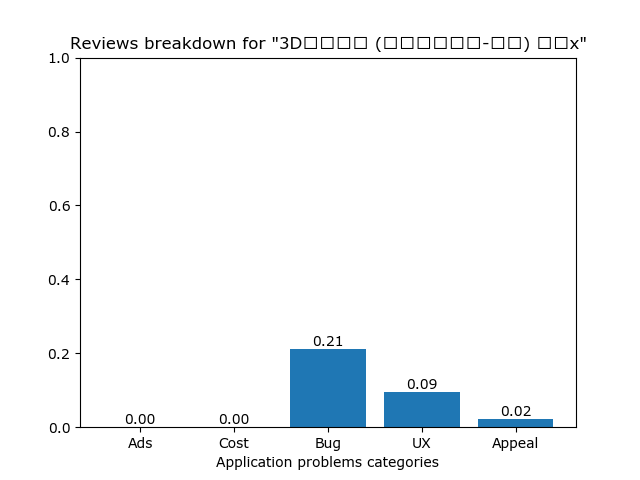 Reviews breakdown for "3D□□□□ (□□□□□□-□□) □□x"
1.0
0.8
0.6
0.4
0.2
0.0
0.00
0.00
0.21
0.09
0.02
Ads
Cost
Bug
UX
Appeal
Application problems categories